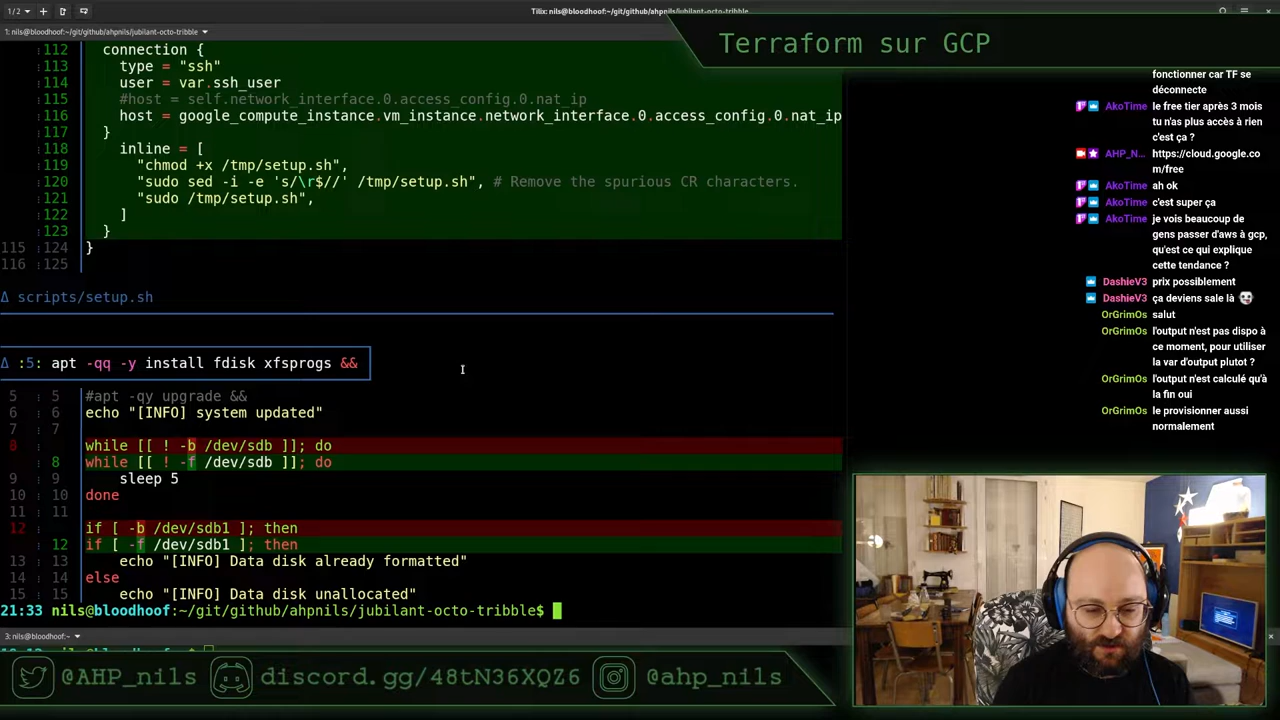 1 / 2
Tilix: nils@bloodhoof:~/git/github/ahpnils/jubilant-octo-tribble
1: nils@bloodhoof:~/git/github/ahpnils/jubilant-octo-tribble
Terraform sur GCP
112 connection {
113 type = "ssh"
114 user = var.ssh_user
115 #host = self.network_interface.0.access_config.0.nat_ip
116 host = google_compute_instance.vm_instance.network_interface.0.access_config.0.nat_ip
117 }
118 inline = [
119 "chmod +x /tmp/setup.sh",
120 "sudo sed -i -e 's/\r$//' /tmp/setup.sh", # Remove the spurious CR characters.
121 "sudo /tmp/setup.sh",
122 ]
123 }
115 : 124 }
116 : 125
Δ scripts/setup.sh
Δ :5: apt -qq -y install fdisk xfsprogs &&
5 : 5 #apt -qy upgrade &&
6 : 6 echo "[INFO] system updated"
7 : 7
8 : while [[ ! -b /dev/sdb ]]; do
: 8 while [[ ! -f /dev/sdb ]]; do
9 : 9 sleep 5
10 : 10 done
11 : 11
12 : if [ -b /dev/sdb1 ]; then
: 12 if [ -f /dev/sdb1 ]; then
13 : 13 echo "[INFO] Data disk already formatted"
14 : 14 else
15 : 15 echo "[INFO] Data disk unallocated"
21:33 nils@bloodhoof:~/git/github/ahpnils/jubilant-octo-tribble$
3: nils@bloodhoof:~
fonctionner car TF se
déconnecte
AkoTime le free tier après 3 mois
tu n'as plus accès à rien
c'est ça ?
AHP_N... https://cloud.google.co
m/free
AkoTime ah ok
AkoTime c'est super ça
AkoTime je vois beaucoup de
gens passer d'aws à gcp,
qu'est ce qui explique
cette tendance ?
DashieV3 prix possiblement
DashieV3 ça deviens sale là
OrGrimOs salut
OrGrimOs l'output n'est pas dispo à
ce moment, pour utiliser
la var d'output plutot ?
OrGrimOs l'output n'est calculé qu'à
la fin oui
OrGrimOs le provisionner aussi
normalement
@AHP_nils
discord.gg/48tN36XQZ6
@ahp_nils